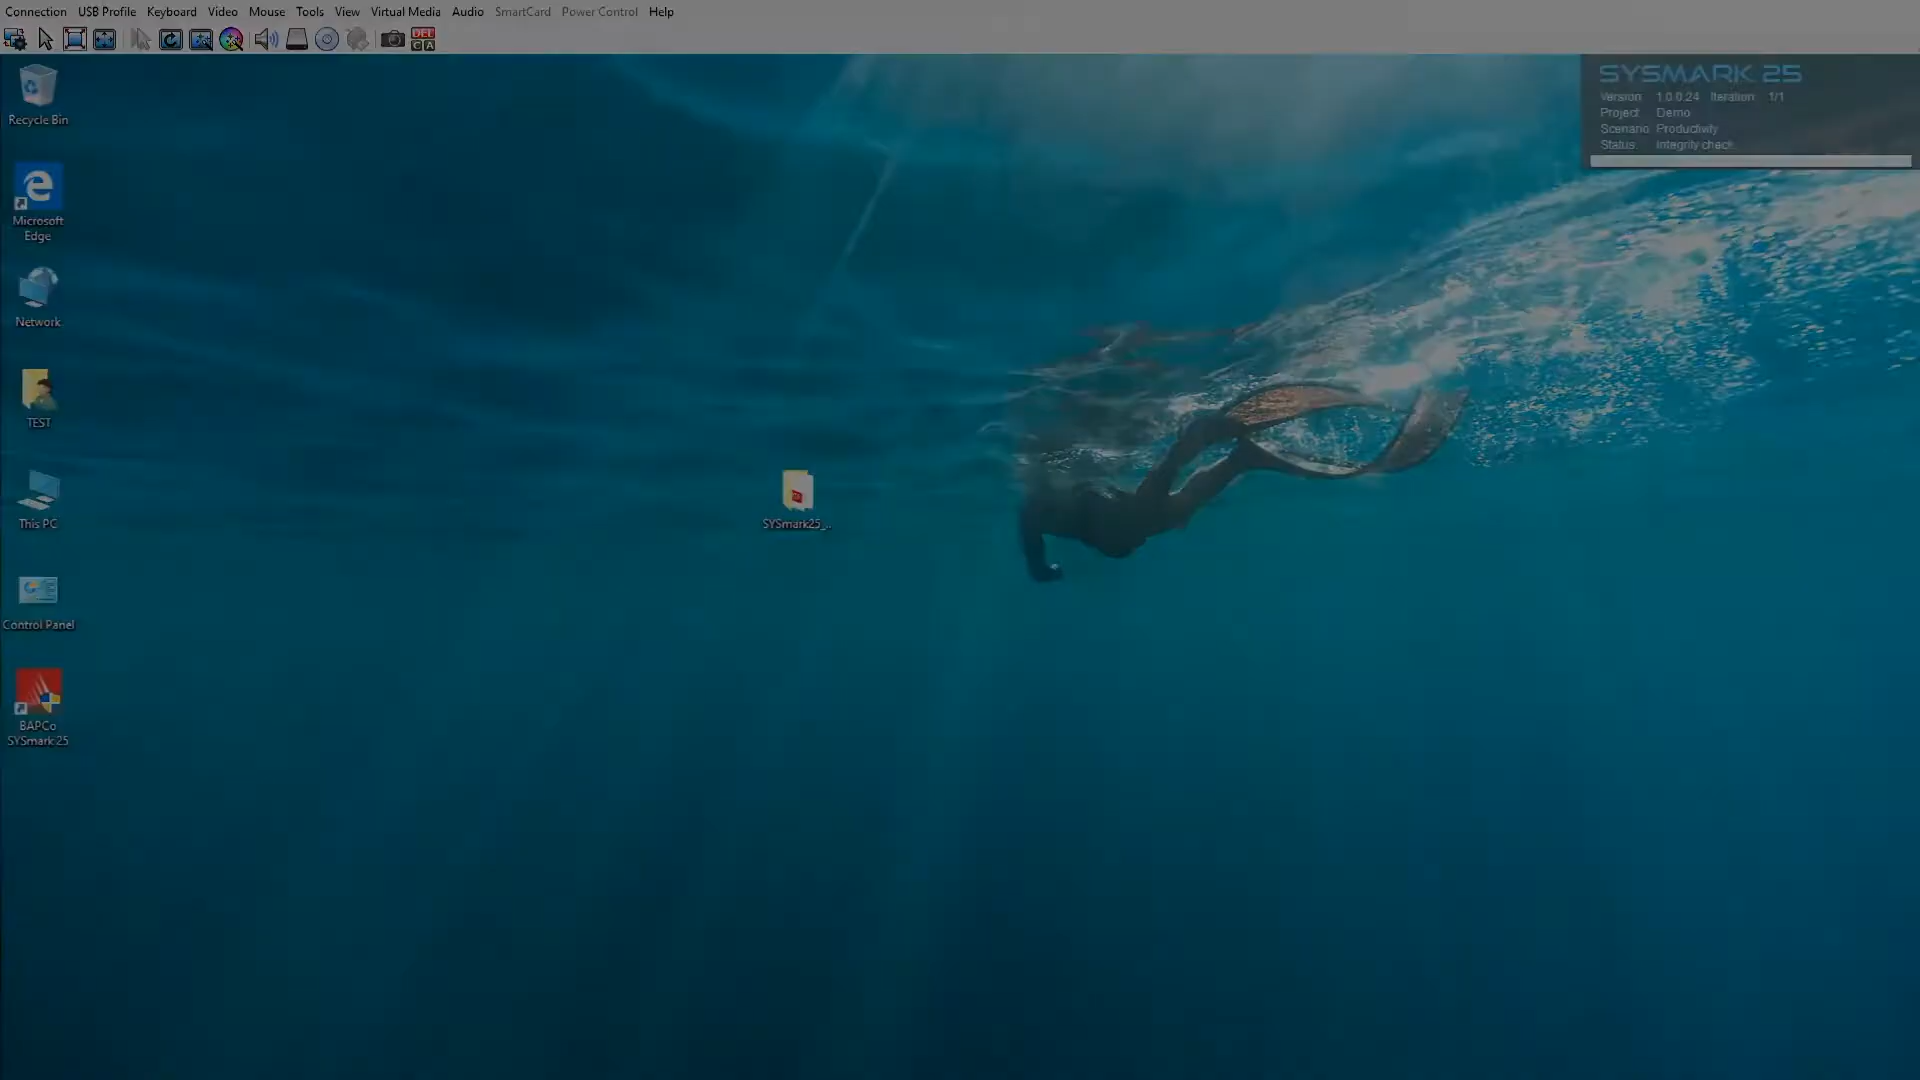 Connection USB Profile Keyboard Video Mouse Tools View Virtual Media Audio SmartCard Power Control Help
DEL
C A
SYSMARK 25
Version: 1.0.0.24 Iteration: 1/1
Project: Demo
Scenario: Productivity
Status: Integrity check
Recycle Bin
Microsoft
Edge
Network
TEST
This PC
SYSmark25_...
Control Panel
BAPCo
SYSmark 25